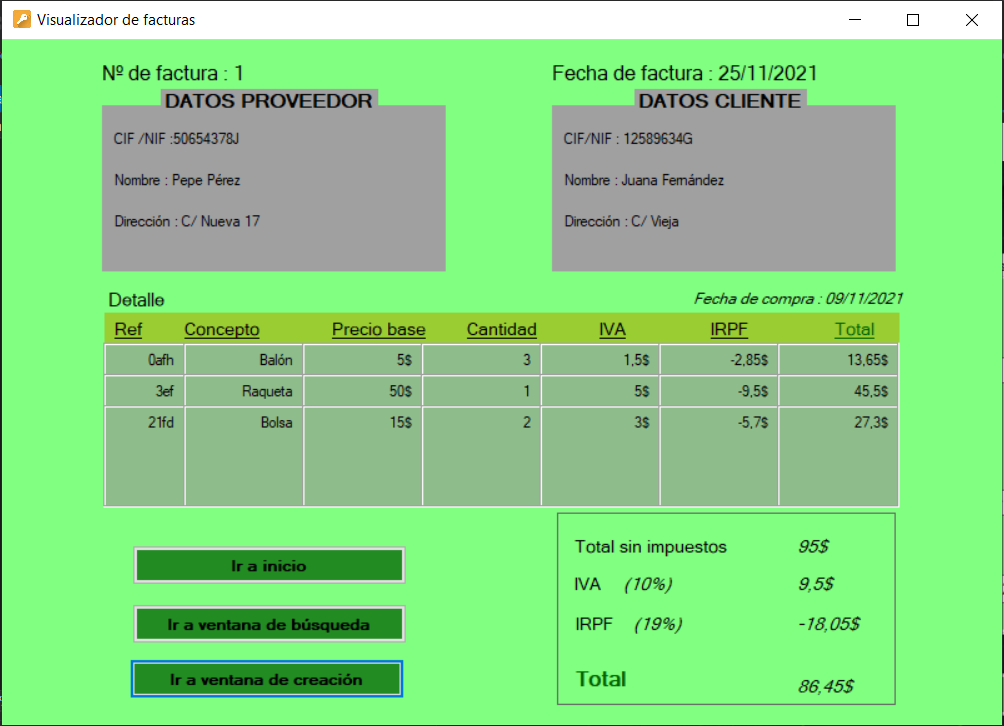 Visualizador de facturas
Nº de factura : 1
Fecha de factura : 25/11/2021
DATOS PROVEEDOR
CIF /NIF :50654378J
Nombre : Pepe Pérez
Dirección : C/ Nueva 17
DATOS CLIENTE
CIF/NIF : 12589634G
Nombre : Juana Fernández
Dirección : C/ Vieja
Detalle
Fecha de compra : 09/11/2021
Ref Concepto Precio base Cantidad IVA IRPF Total
0afh Balón 5$ 3 1,5$ -2,85$ 13,65$
3ef Raqueta 50$ 1 5$ -9,5$ 45,5$
21fd Bolsa 15$ 2 3$ -5,7$ 27,3$
Ir a inicio
Ir a ventana de búsqueda
Ir a ventana de creación
Total sin impuestos 95$
IVA (10%) 9,5$
IRPF (19%) -18,05$
Total 86,45$